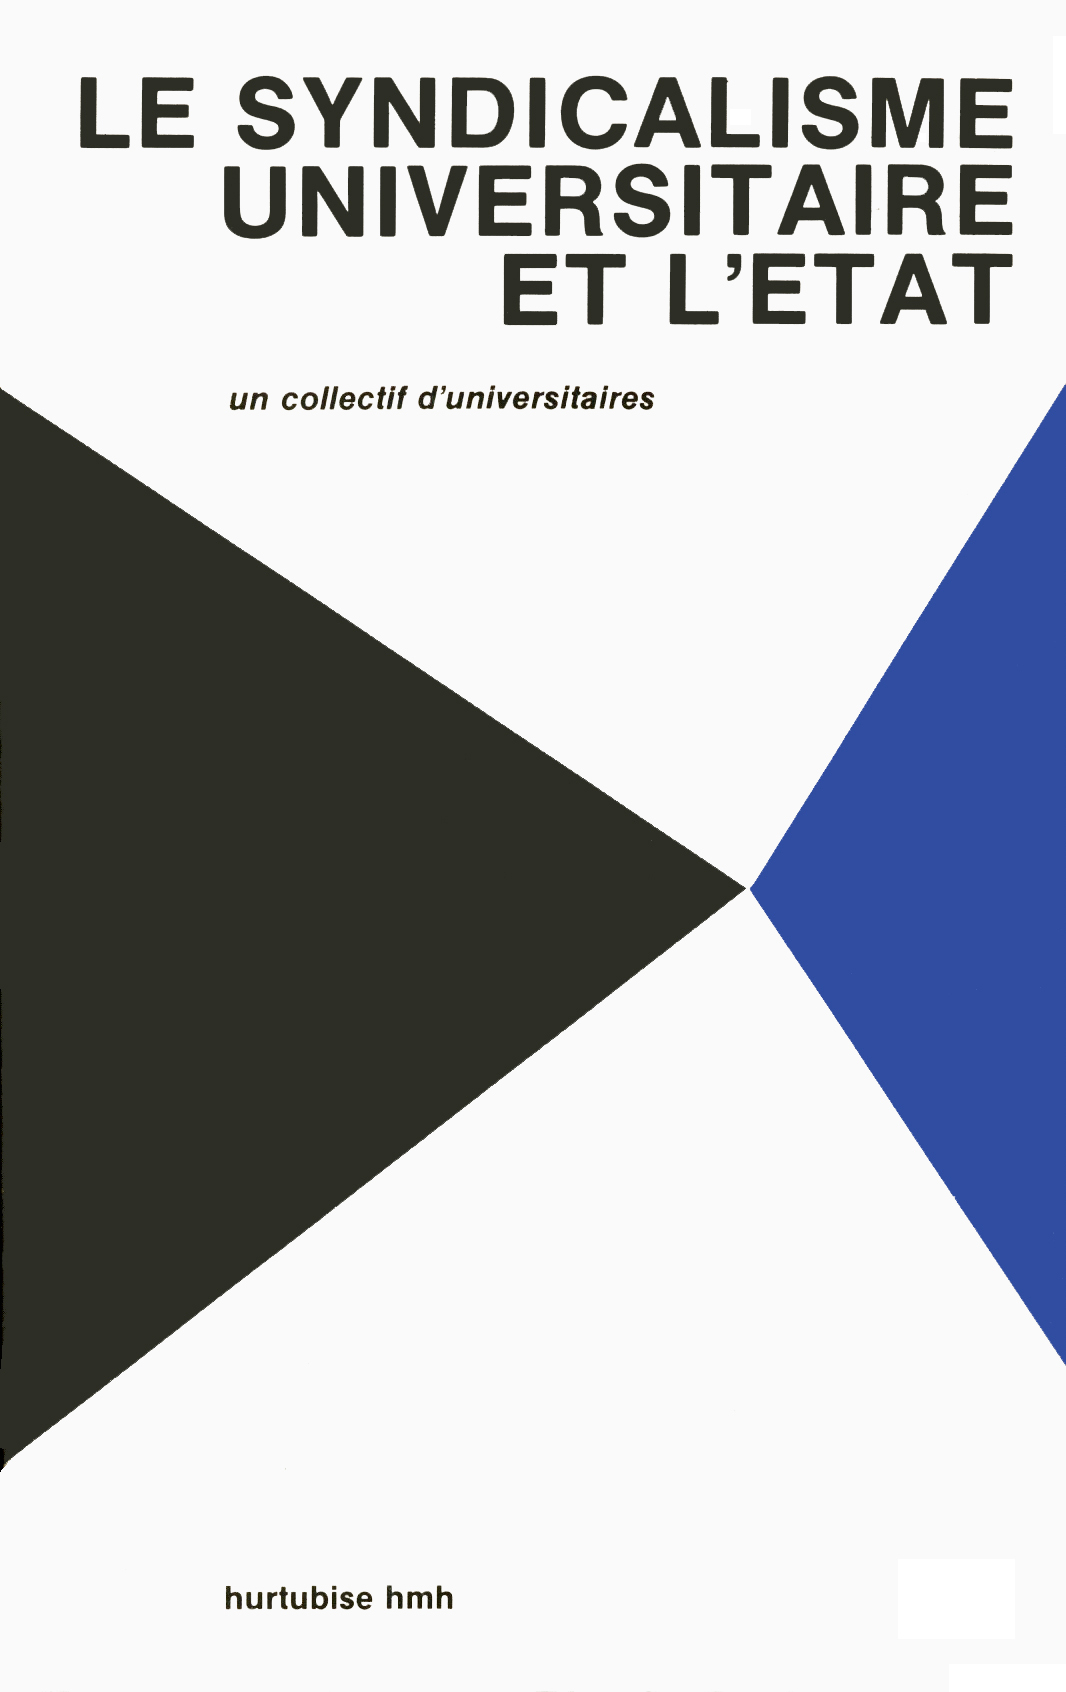 LE SYNDICALISME
UNIVERSITAIRE
ET L'ETAT
un collectif d'universitaires
hurtubise hmh